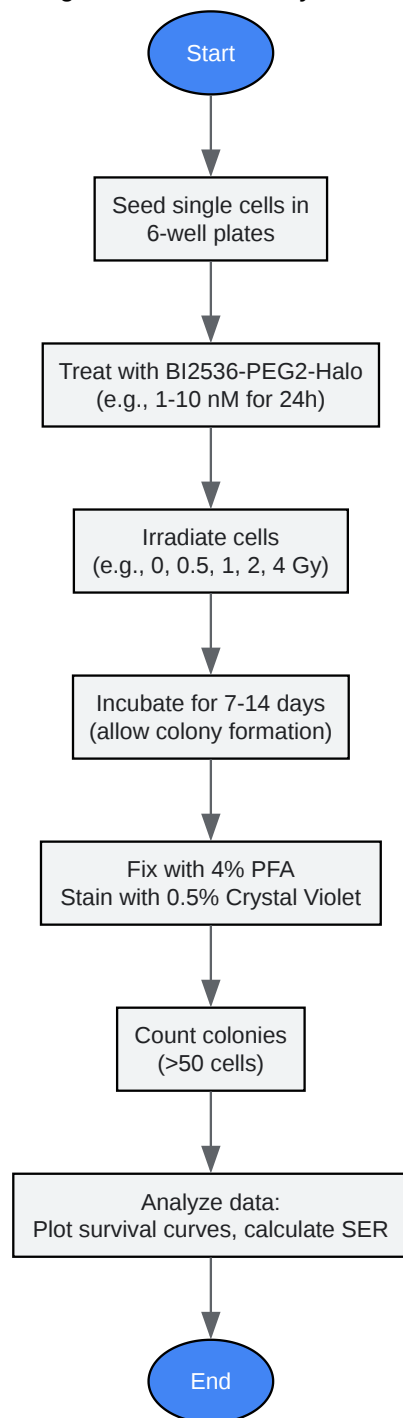 Start
Seed single cells in
6-well plates
Treat with BI2536-PEG2-Halo
(e.g., 1-10 nM for 24h)
Irradiate cells
(e.g., 0, 0.5, 1, 2, 4 Gy)
Incubate for 7-14 days
(allow colony formation)
Fix with 4% PFA
Stain with 0.5% Crystal Violet
Count colonies
(>50 cells)
Analyze data:
Plot survival curves, calculate SER
End